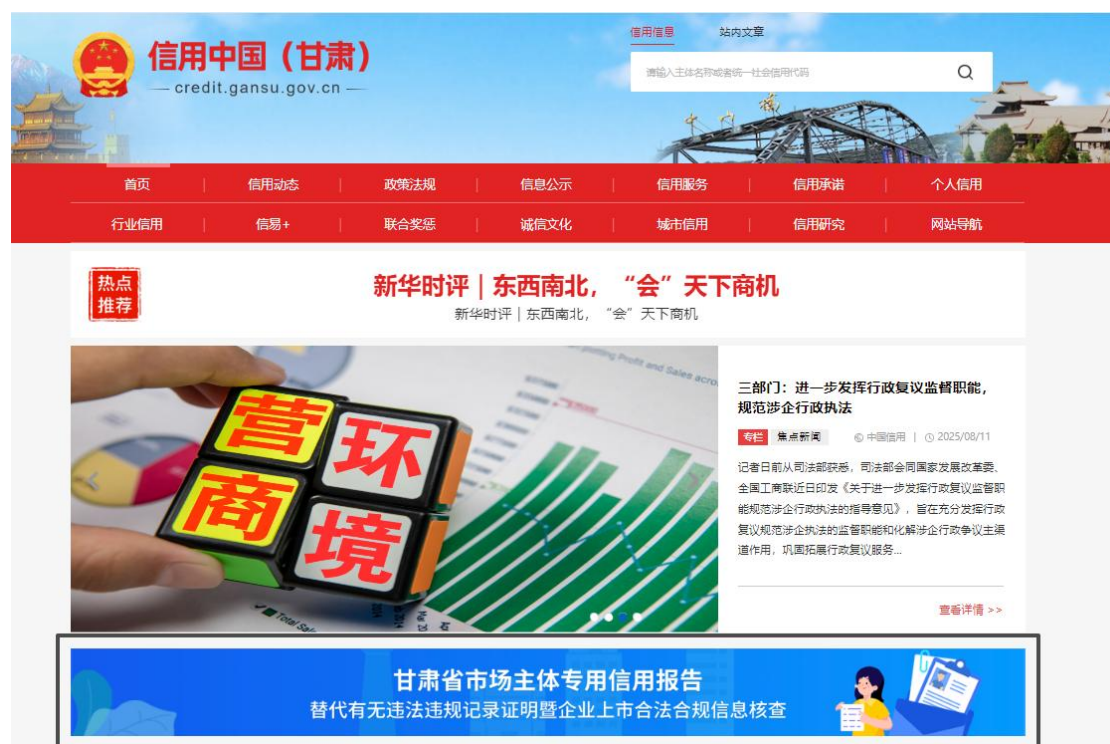 信用中国（甘肃）
— credit.gansu.gov.cn —
信用信息 站内文章
请输入主体名称或者统一社会信用代码
首页 信用动态 政策法规 信息公示 信用服务 信用承诺 个人信用
行业信用 信易+ 联合奖惩 诚信文化 城市信用 信用研究 网站导航
热点
推荐
新华时评｜东西南北，“会”天下商机
新华时评｜东西南北，“会”天下商机
营环
商境
三部门：进一步发挥行政复议监督职能，
规范涉企行政执法
专栏 焦点新闻 中国信用 | 2025/08/11
记者日前从司法部获悉，司法部会同国家发展改革委、
全国工商联近日印发《关于进一步发挥行政复议监督职
能规范涉企行政执法的指导意见》，旨在充分发挥行政
复议规范涉企执法的监督职能和化解涉企行政争议主渠
道作用，巩固拓展行政复议服务...
查看详情 >>
甘肃省市场主体专用信用报告
替代有无违法违规记录证明暨企业上市合法合规信息核查